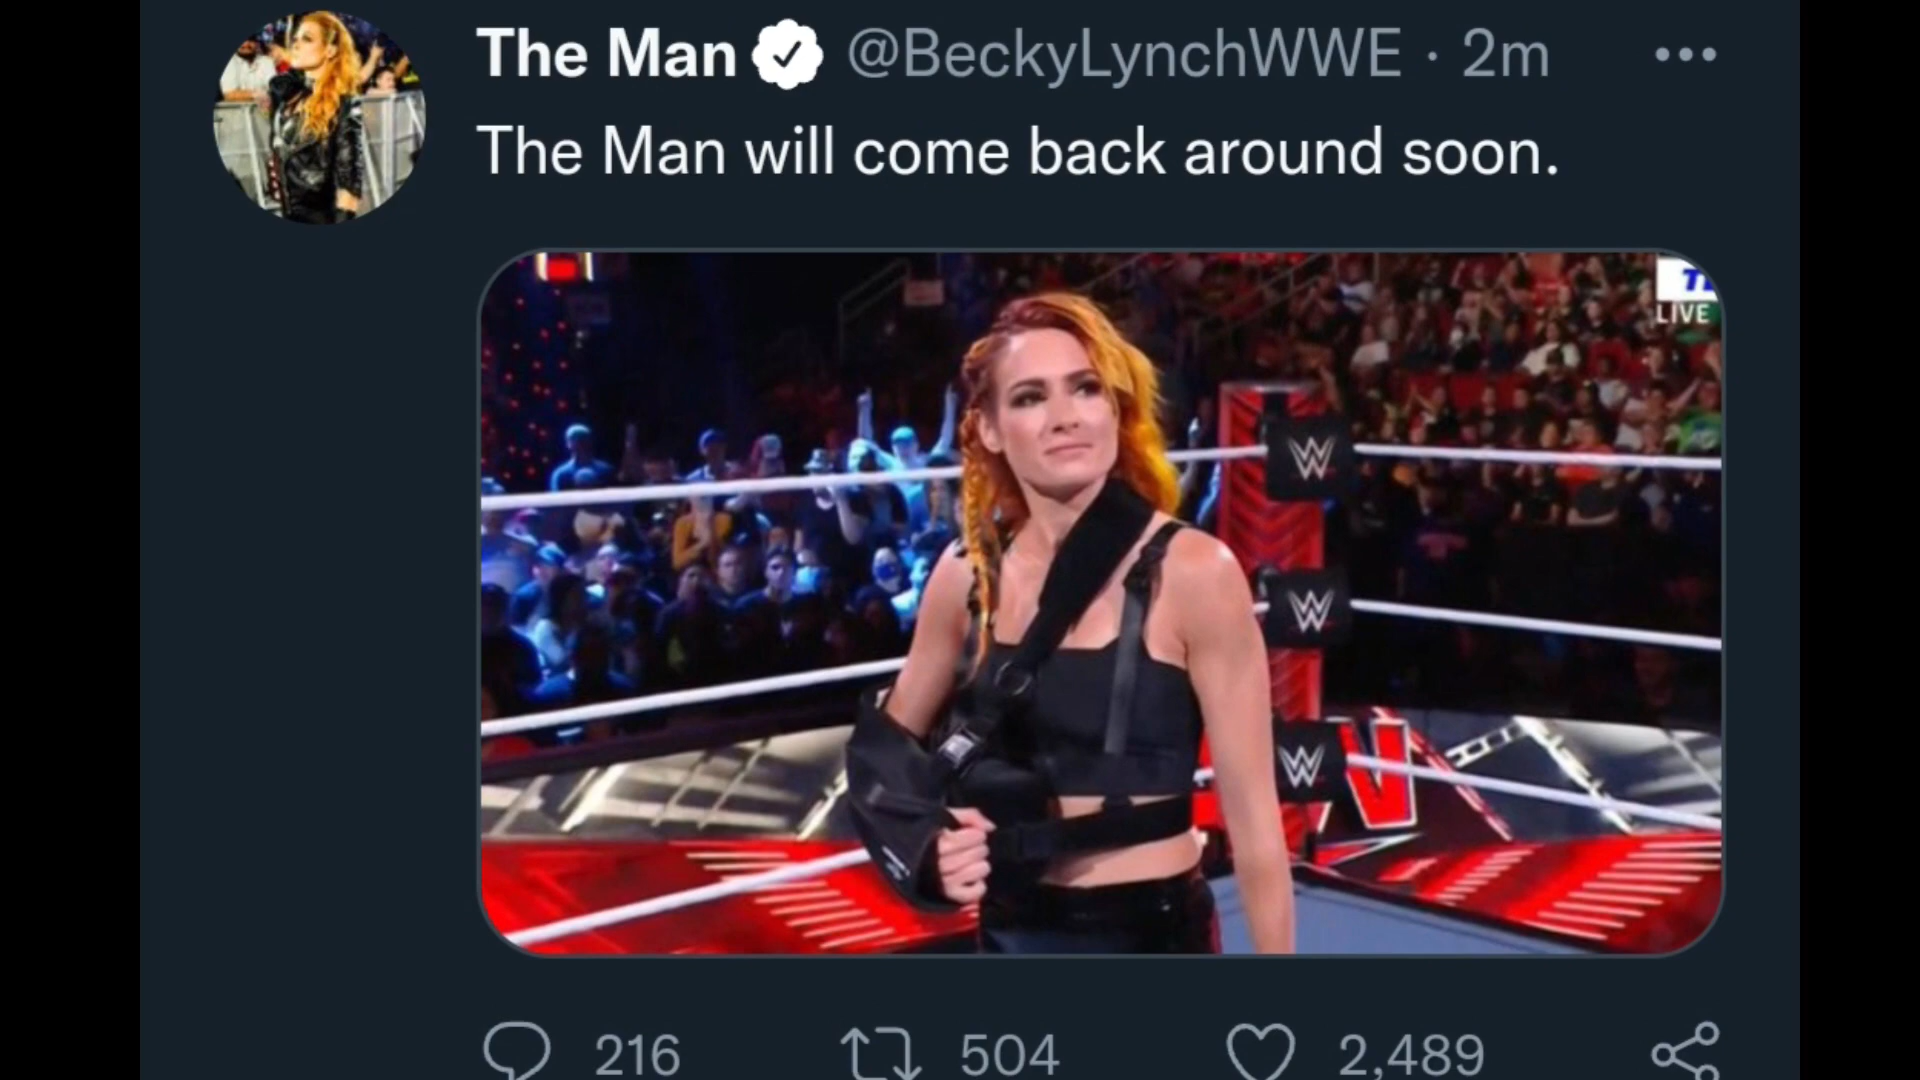 The Man @BeckyLynchWWE · 2m
The Man will come back around soon.
LIVE
W
W
W
216 504 2,489